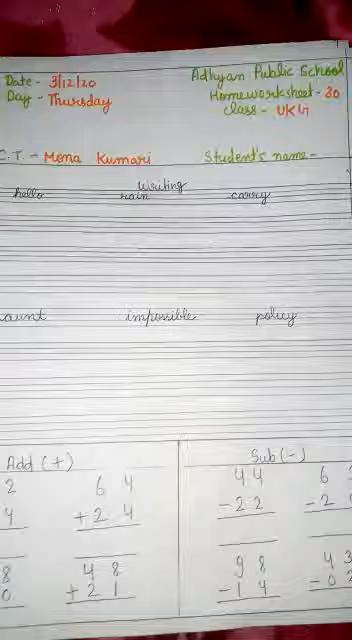 Date - 3/12/20 Adhyan Public School
Day - Thursday Homeworksheet - 30
Class - UKG
C.T. - Mona Kumari Student's name -
writing
hello rain carry
aunt impossible policy
Add (+) Sub (-)
2 6 4 4 4 6
4 +2 4 -2 2 -2
8 4 8 9 8 4 3
0 +2 1 -1 4 -0 2